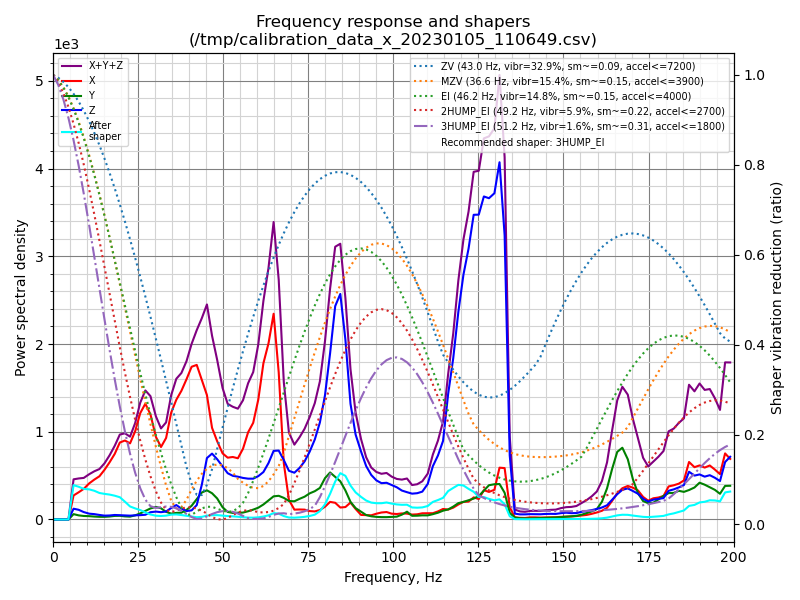 Frequency response and shapers
(/tmp/calibration_data_x_20230105_110649.csv)
1e3
X+Y+Z
X
Y
Z
After
shaper
ZV (43.0 Hz, vibr=32.9%, sm~=0.09, accel<=7200)
MZV (36.6 Hz, vibr=15.4%, sm~=0.15, accel<=3900)
EI (46.2 Hz, vibr=14.8%, sm~=0.15, accel<=4000)
2HUMP_EI (49.2 Hz, vibr=5.9%, sm~=0.22, accel<=2700)
3HUMP_EI (51.2 Hz, vibr=1.6%, sm~=0.31, accel<=1800)
Recommended shaper: 3HUMP_EI
5
4
3
2
1
0
Power spectral density
1.0
0.8
0.6
0.4
0.2
0.0
Shaper vibration reduction (ratio)
0 25 50 75 100 125 150 175 200
Frequency, Hz